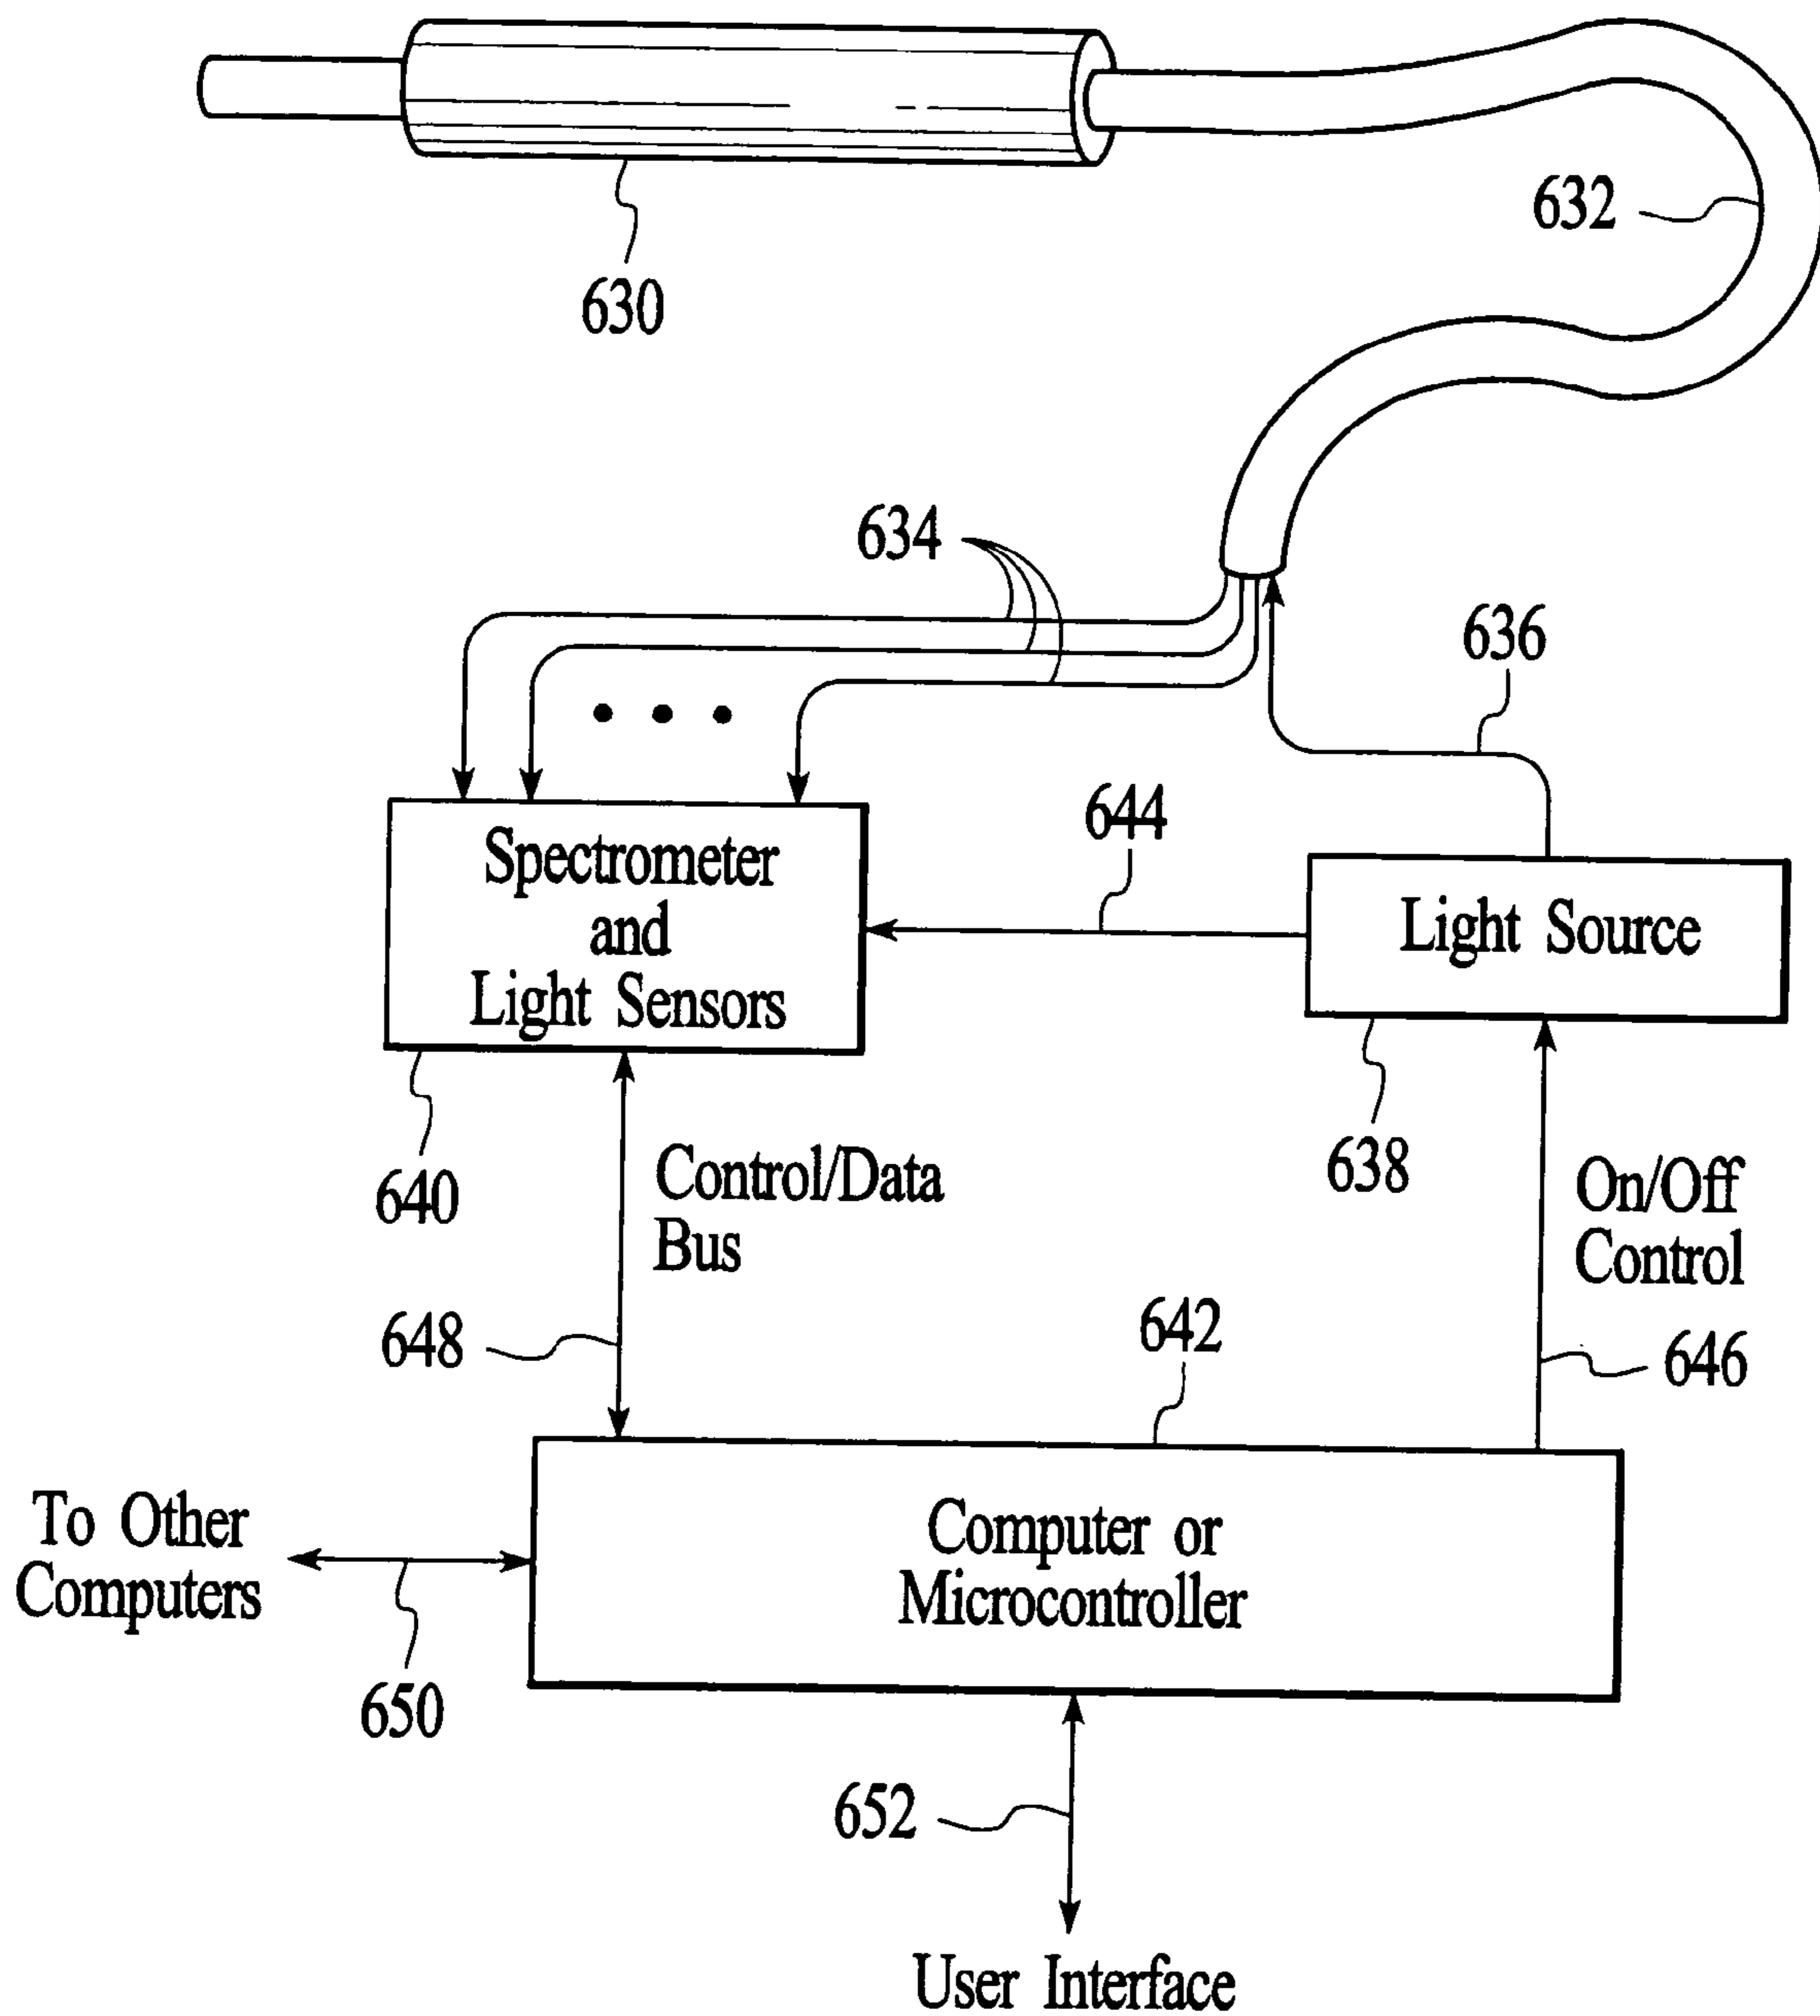 632
630
634
636
644
Spectrometer
and
Light Sensors
Light Source
640
638
Control/Data
Bus
On/Off
Control
648
642
646
To Other
Computers
Computer or
Microcontroller
650
652
User Interface